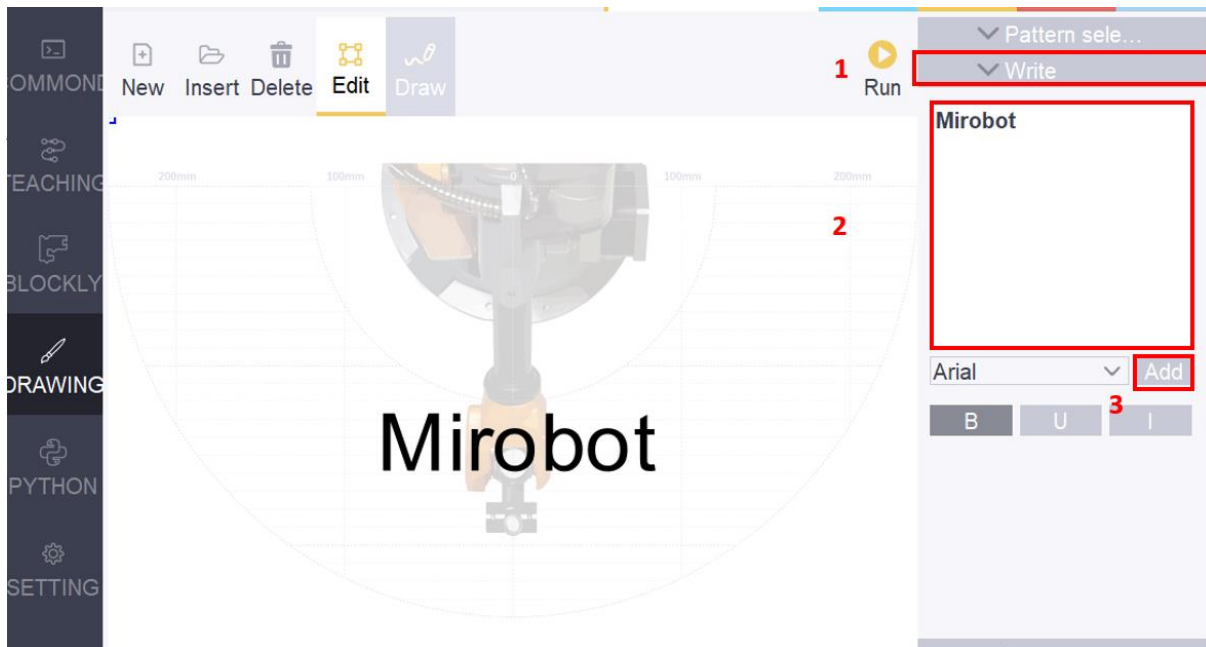 COMMOND
TEACHING
BLOCKLY
DRAWING
PYTHON
SETTING
New Insert Delete Edit Draw
1 Run
200mm 100mm 0 100mm 200mm
2
Mirobot
Pattern sele...
Write
Mirobot
Arial Add
3
B U I